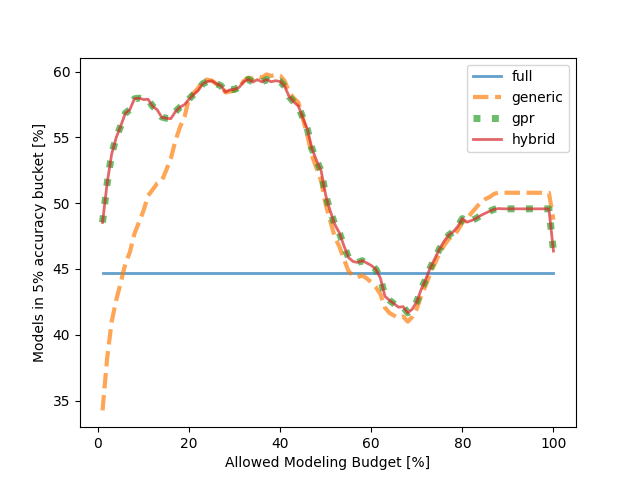 60
55
50
45
40
35
0
20
40
60
80
100
Models in 5% accuracy bucket [%]
Allowed Modeling Budget [%]
full
generic
gpr
hybrid